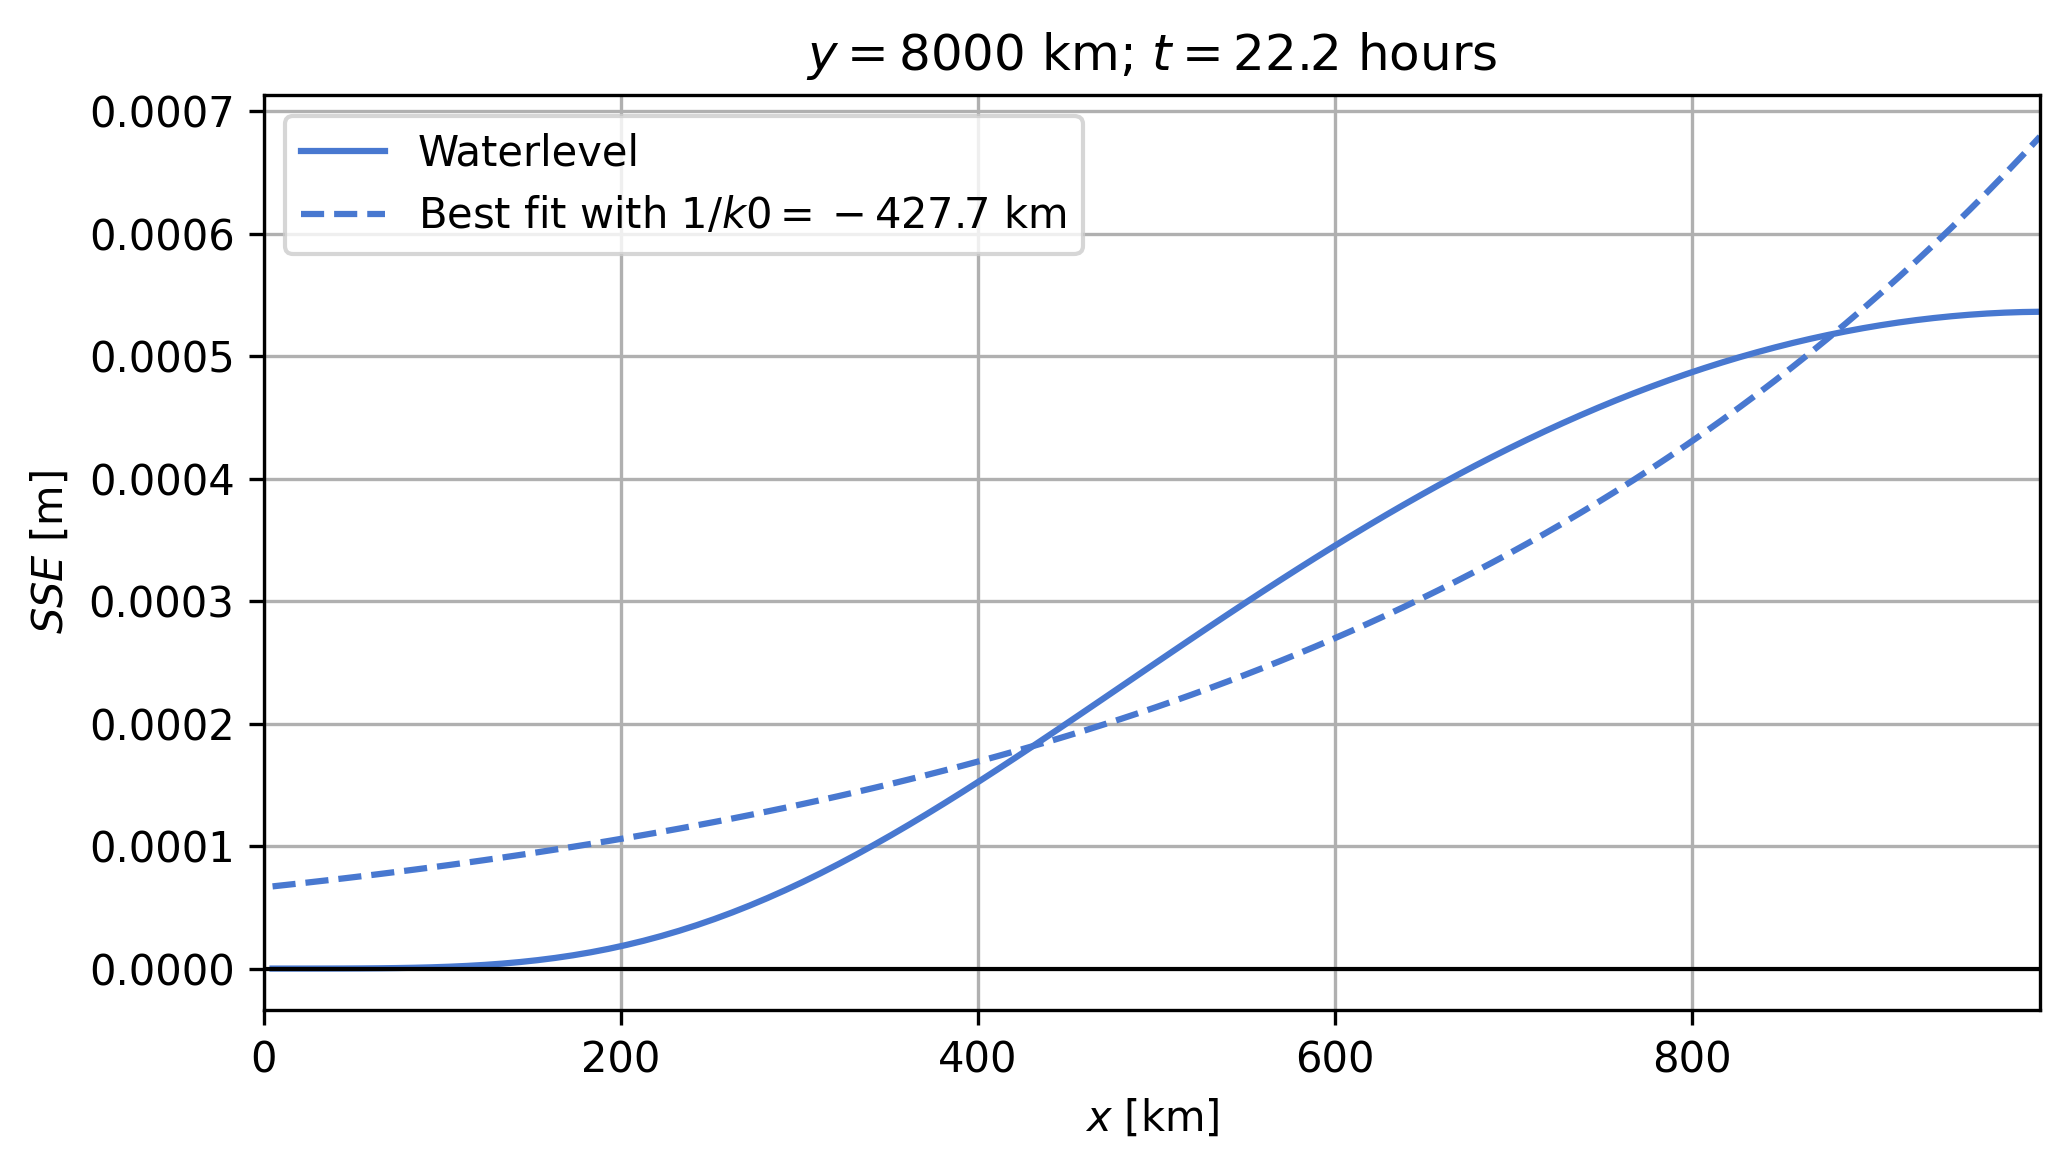 y = 8000 km; t = 22.2 hours
Waterlevel
Best fit with 1/k0 = −427.7 km
0.0007
0.0006
0.0005
0.0004
0.0003
0.0002
0.0001
0.0000
SSE [m]
0 200 400 600 800
x [km]